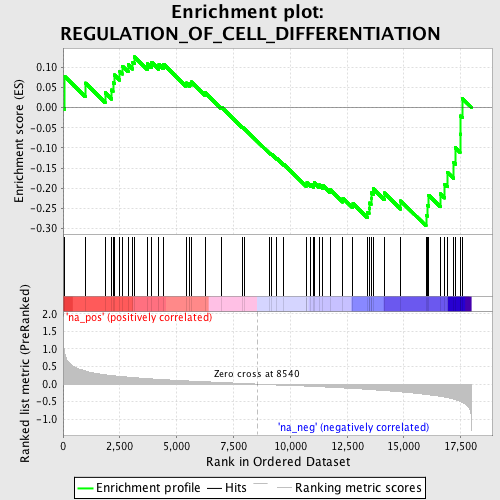 Enrichment plot:
REGULATION_OF_CELL_DIFFERENTIATION
Enrichment score (ES)
0.10
0.05
0.00
-0.05
-0.10
-0.15
-0.20
-0.25
-0.30
'na_pos' (positively correlated)
Ranked list metric (PreRanked)
2.0
1.5
1.0
0.5
0.0
-0.5
-1.0
Zero cross at 8540
'na_neg' (negatively correlated)
0 2,500 5,000 7,500 10,000 12,500 15,000 17,500
Rank in Ordered Dataset
Enrichment profile Hits Ranking metric scores